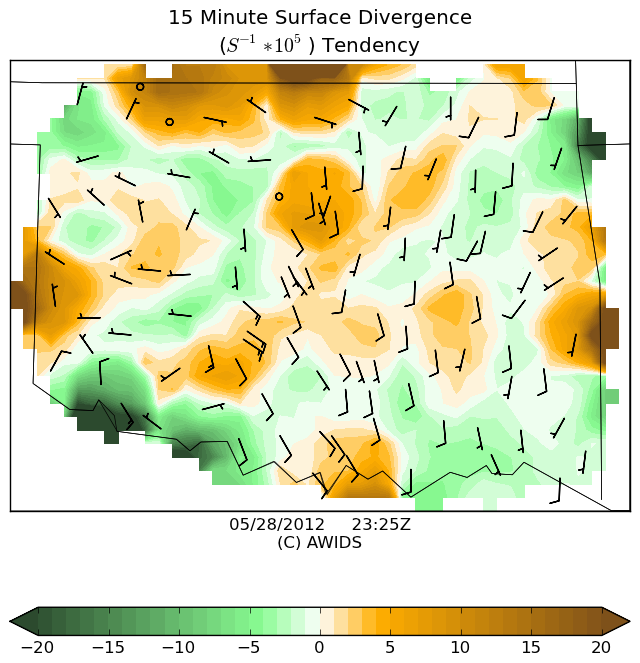 15 Minute Surface Divergence
($S^{-1}*10^5$ ) Tendency
05/28/2012 23:25Z
(C) AWIDS
−20 −15 −10 −5 0 5 10 15 20